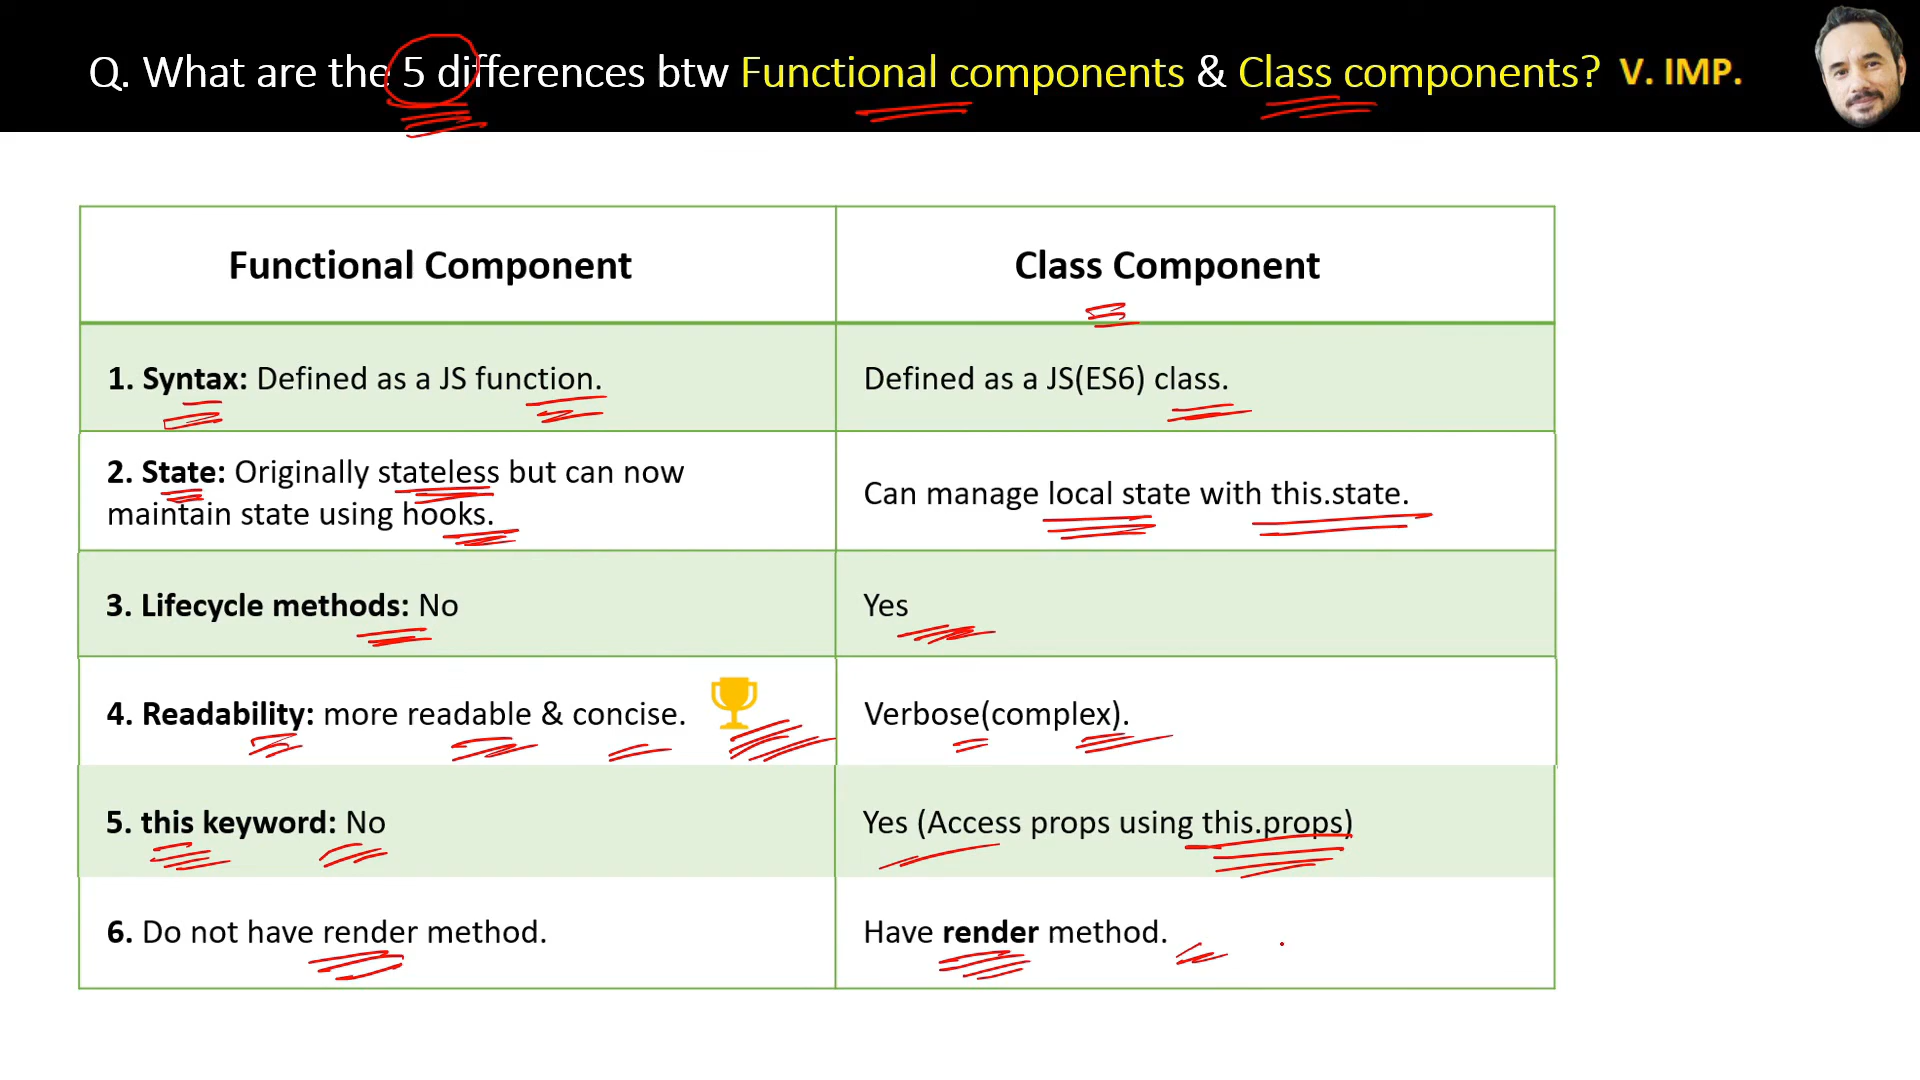 Q. What are the 5 differences btw Functional components & Class components? V. IMP.
Functional Component
Class Component
1. Syntax: Defined as a JS function.
Defined as a JS(ES6) class.
2. State: Originally stateless but can now
maintain state using hooks.
Can manage local state with this.state.
3. Lifecycle methods: No
Yes
4. Readability: more readable & concise.
Verbose(complex).
5. this keyword: No
Yes (Access props using this.props)
6. Do not have render method.
Have render method.